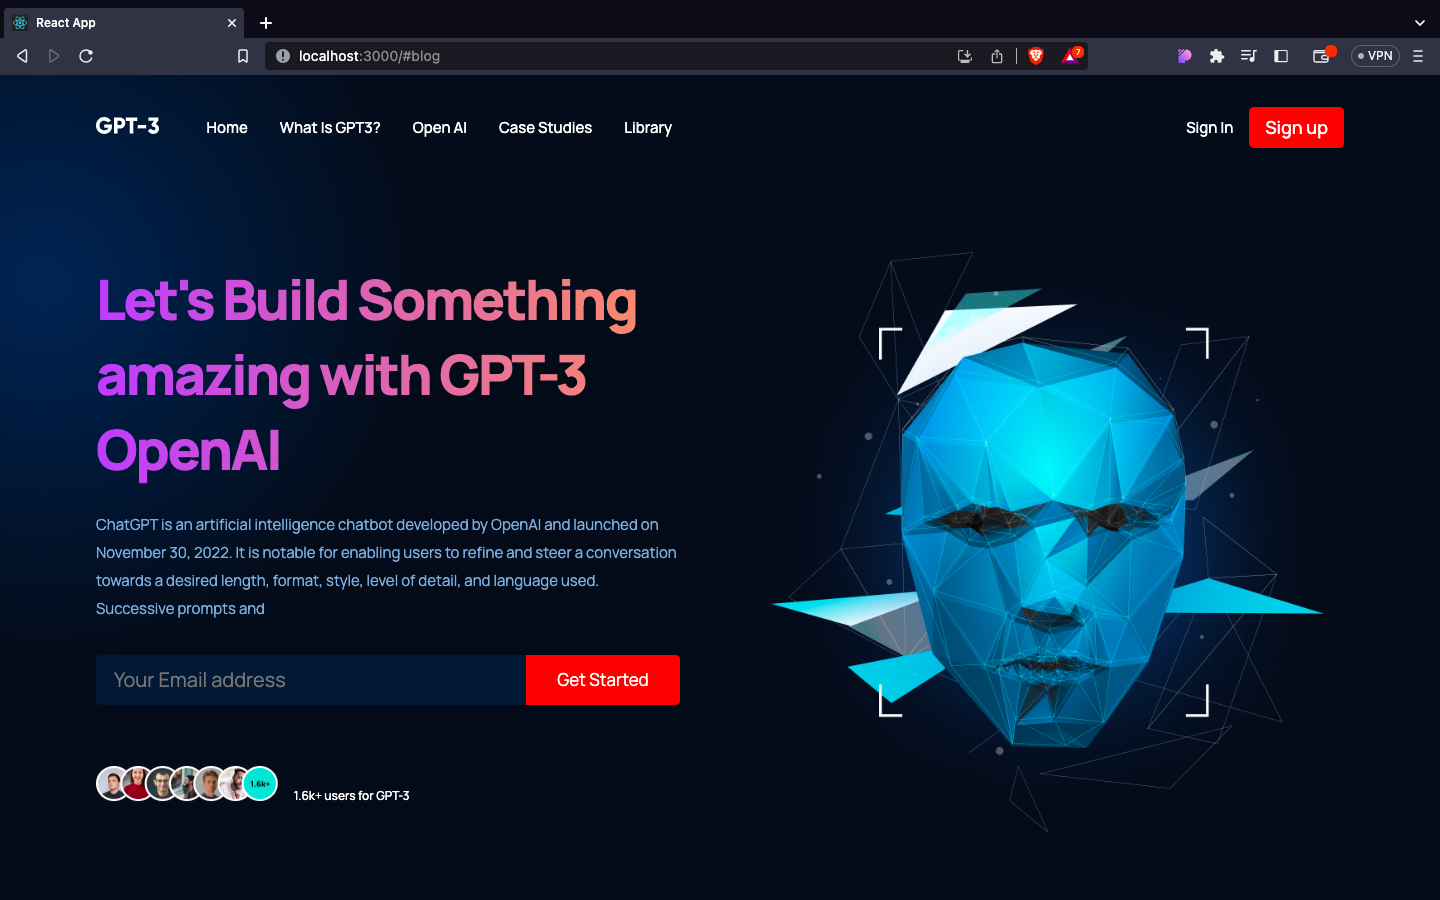 React App
localhost:3000/#blog
7
VPN
GPT-3
Home
What Is GPT3?
Open AI
Case Studies
Library
Sign In
Sign up
Let's Build Something
amazing with GPT-3
OpenAI
ChatGPT is an artificial intelligence chatbot developed by OpenAI and launched on
November 30, 2022. It is notable for enabling users to refine and steer a conversation
towards a desired length, format, style, level of detail, and language used.
Successive prompts and
Your Email address
Get Started
1.6k+
1.6k+ users for GPT-3